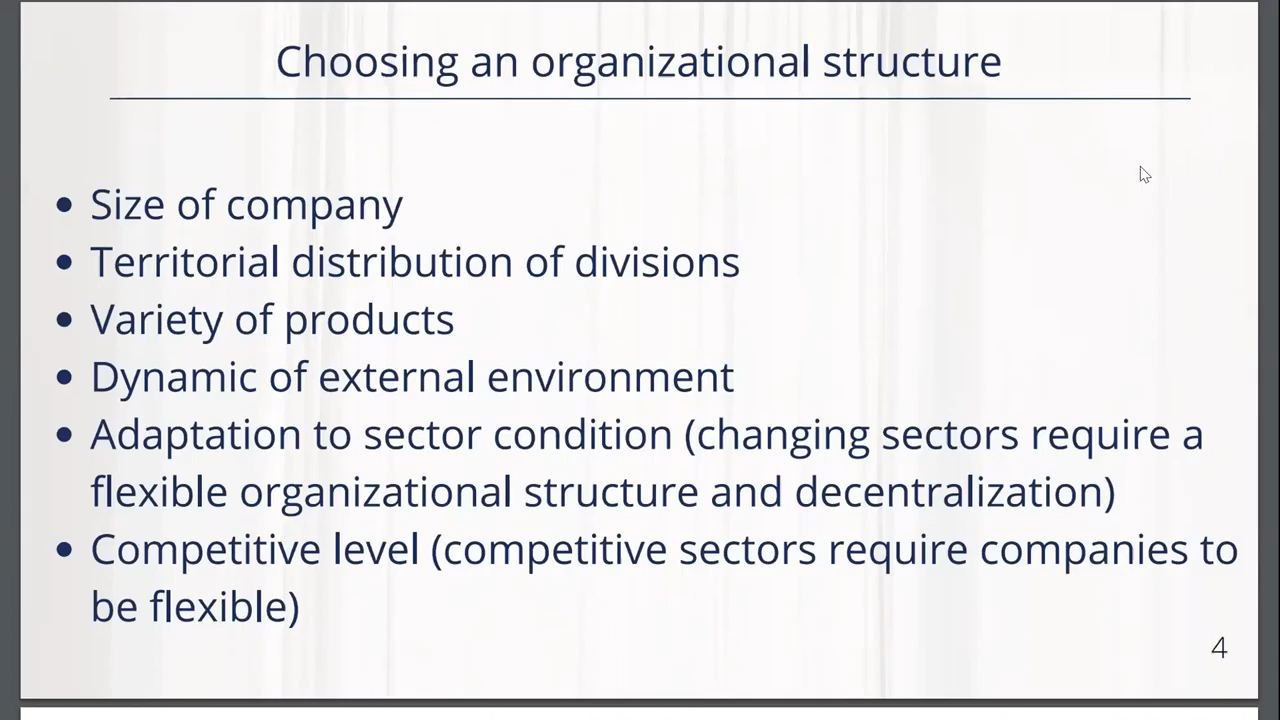 Choosing an organizational structure
• Size of company
• Territorial distribution of divisions
• Variety of products
• Dynamic of external environment
• Adaptation to sector condition (changing sectors require a
flexible organizational structure and decentralization)
• Competitive level (competitive sectors require companies to
be flexible)
4